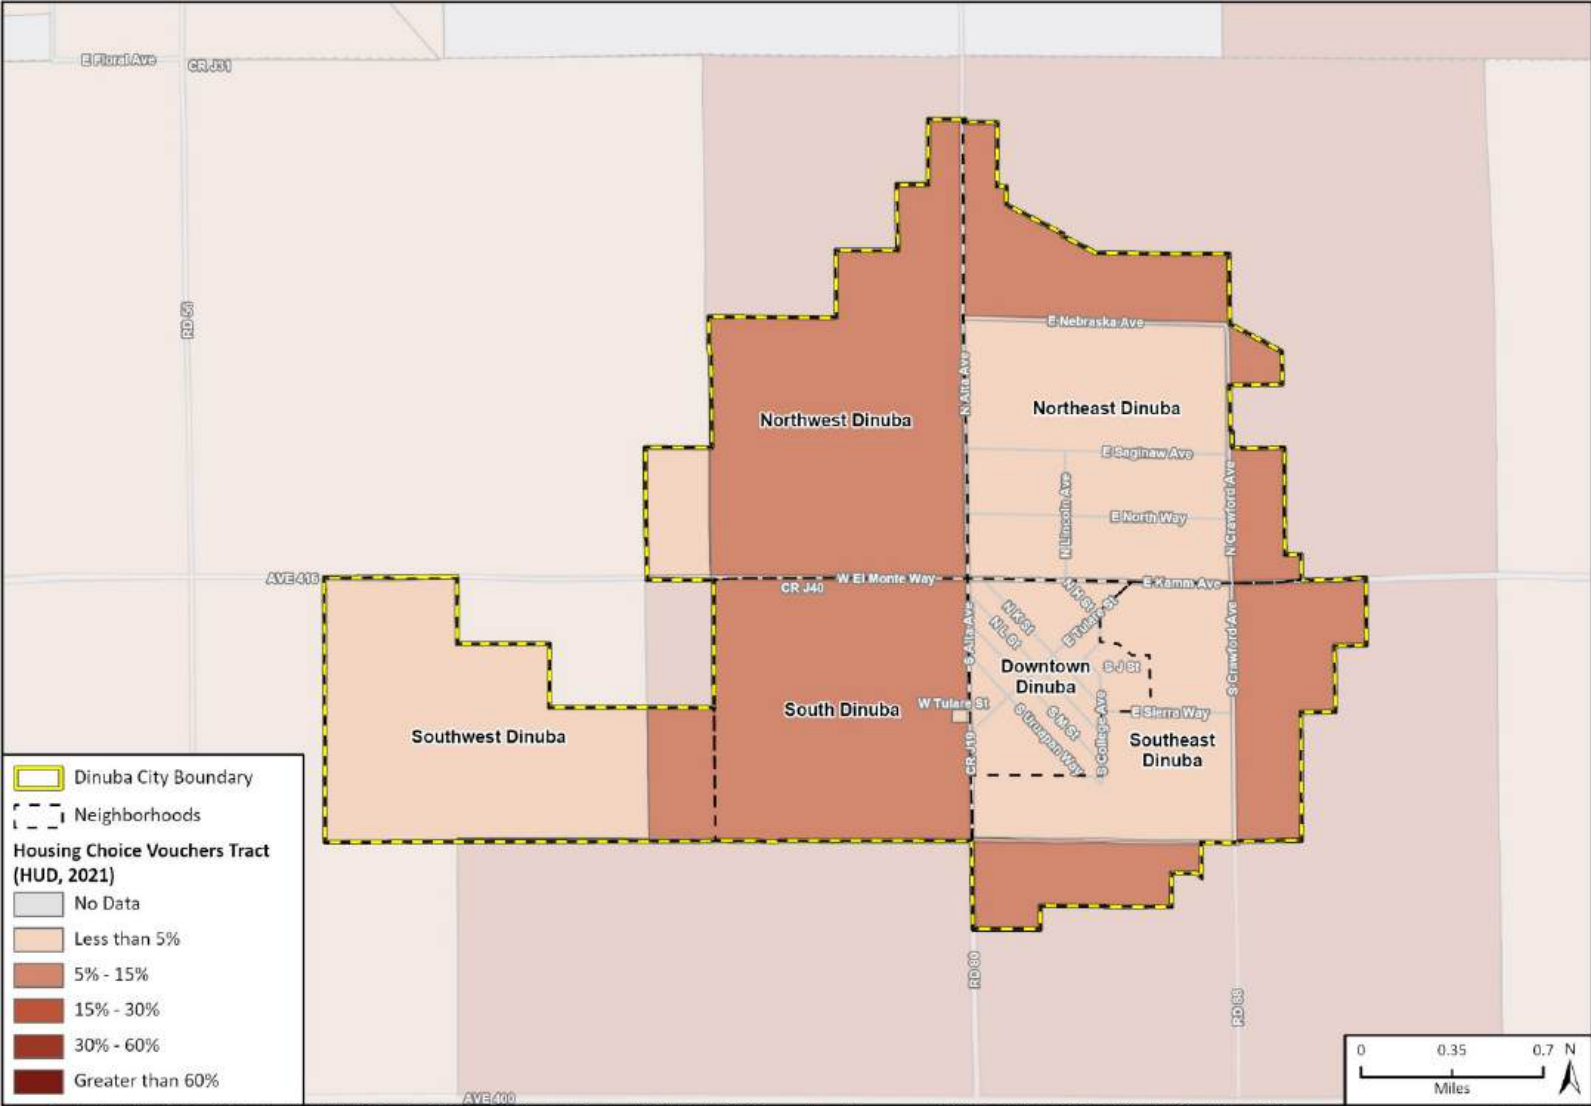 E Floral Ave
CR J31
RD 56
E Nebraska Ave
N Alta Ave
Northwest Dinuba
Northeast Dinuba
E Saginaw Ave
N Lincoln Ave
N Crawford Ave
E North Way
AVE 416
W El Monte Way
CR J40
E Kamm Ave
N H St
E Tulare St
N K St
N L St
S Alta Ave
S Crawford Ave
Downtown
Dinuba
S J St
South Dinuba
W Tulare St
S M St
S Uruapan Way
S College Ave
E Sierra Way
Southwest Dinuba
CR J19
Southeast
Dinuba
Dinuba City Boundary
Neighborhoods
Housing Choice Vouchers Tract
(HUD, 2021)
No Data
Less than 5%
5% - 15%
15% - 30%
30% - 60%
Greater than 60%
RD 80
RD 88
AVE 400
0 0.35 0.7 N
Miles